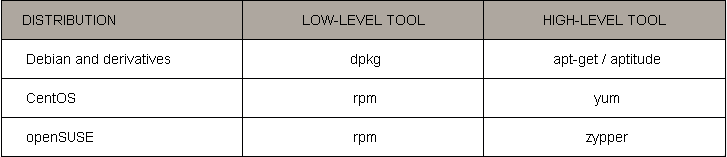 DISTRIBUTION LOW-LEVEL TOOL HIGH-LEVEL TOOL
Debian and derivatives dpkg apt-get / aptitude
CentOS rpm yum
openSUSE rpm zypper